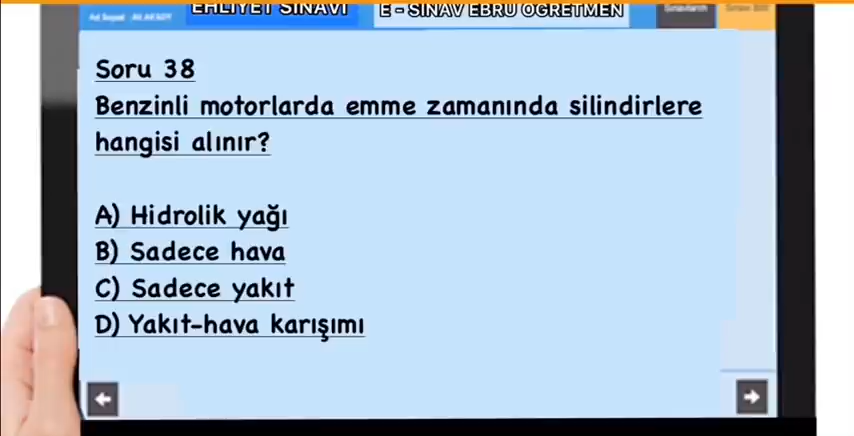 EHLİYET SINAVI
E - SINAV EBRU ÖĞRETMEN
Soru 38
Benzinli motorlarda emme zamanında silindirlere
hangisi alınır?
A) Hidrolik yağı
B) Sadece hava
C) Sadece yakıt
D) Yakıt-hava karışımı